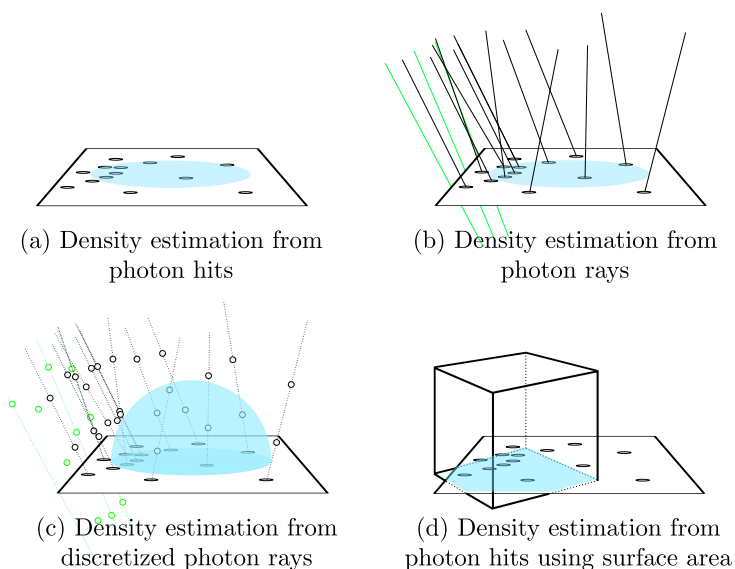 (a) Density estimation from
photon hits
(b) Density estimation from
photon rays
(c) Density estimation from
discretized photon rays
(d) Density estimation from
photon hits using surface area